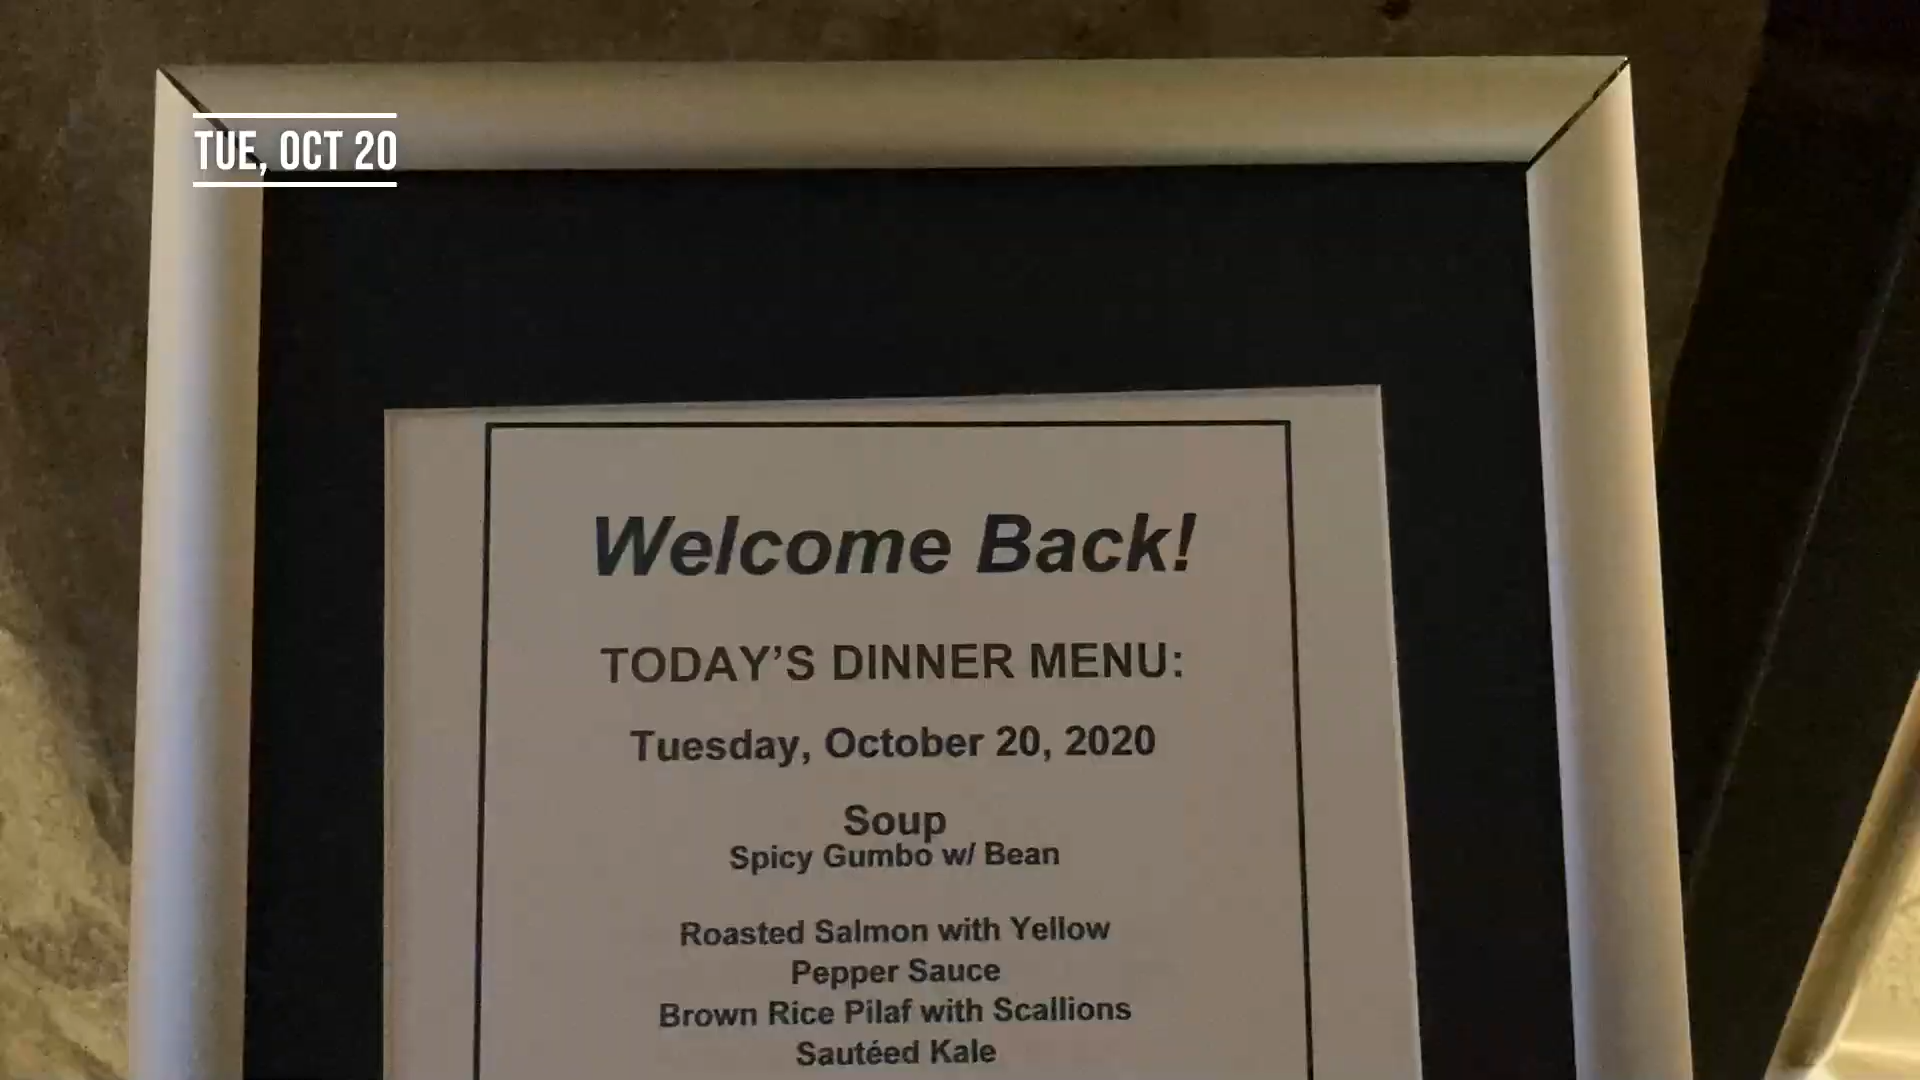 TUE, OCT 20
Welcome Back!
TODAY’S DINNER MENU:
Tuesday, October 20, 2020
Soup
Spicy Gumbo w/ Bean
Roasted Salmon with Yellow
Pepper Sauce
Brown Rice Pilaf with Scallions
Sautéed Kale